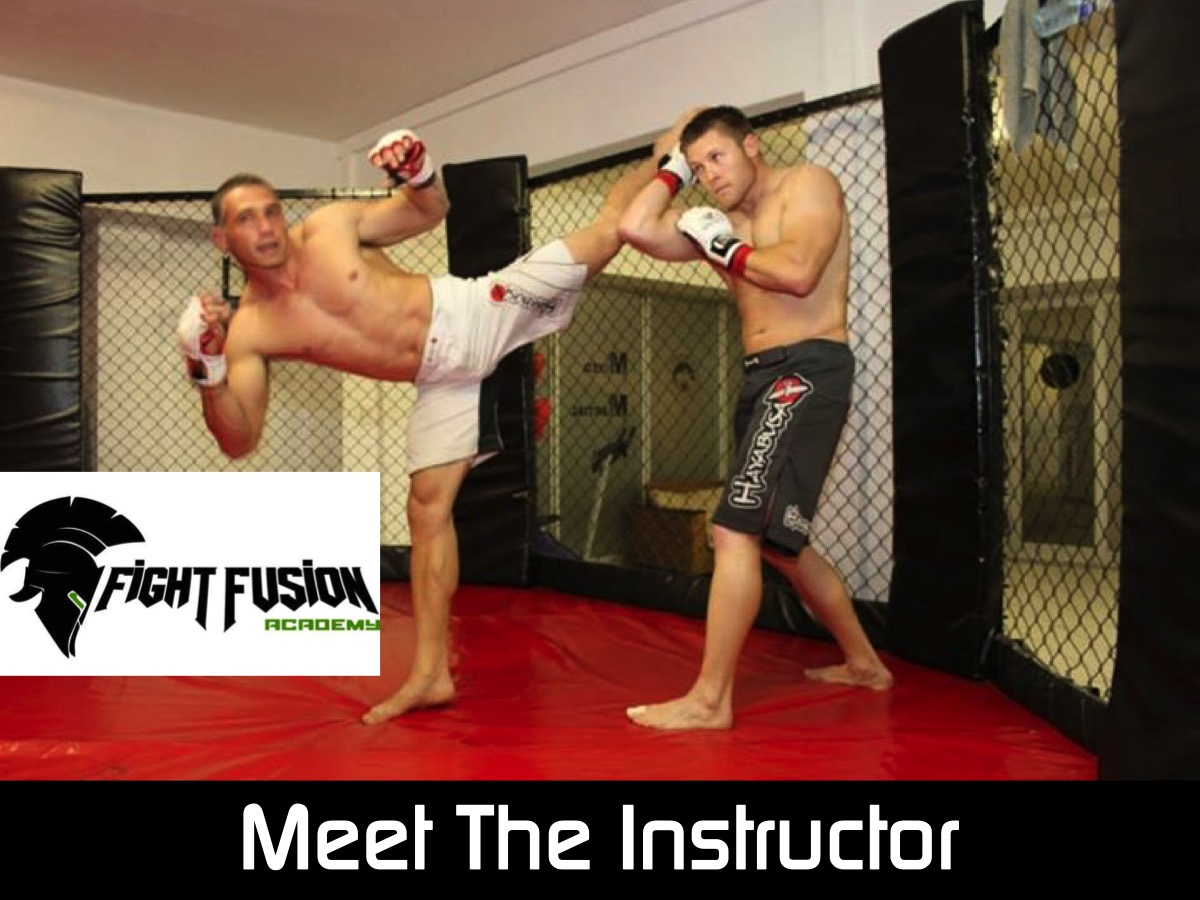 HAYABUSA
FIGHT FUSION
ACADEMY
Meet The Instructor